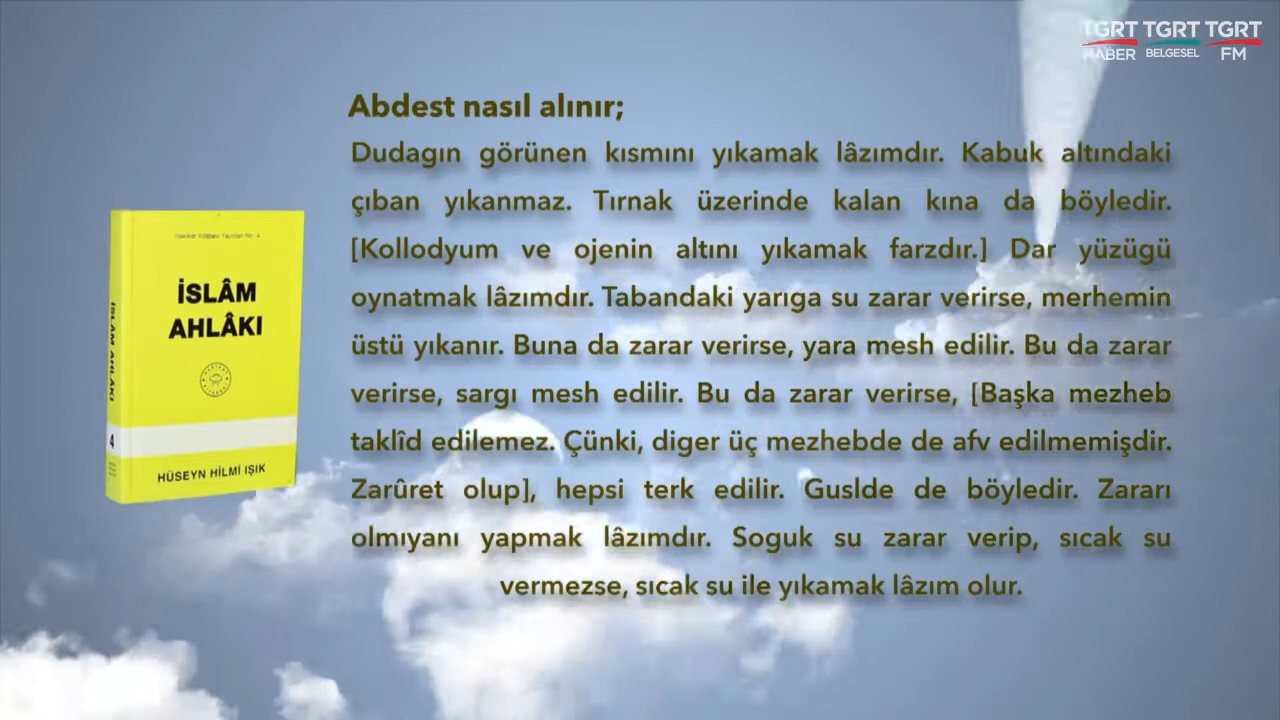 TGRT TGRT TGRT
HABER BELGESEL FM
Abdest nasıl alınır;
Dudagın görünen kısmını yıkamak lâzımdır. Kabuk altındaki
çıban yıkanmaz. Tırnak üzerinde kalan kına da böyledir.
[Kollodyum ve ojenin altını yıkamak farzdır.] Dar yüzügü
oynatmak lâzımdır. Tabandaki yarıga su zarar verirse, merhemin
üstü yıkanır. Buna da zarar verirse, yara mesh edilir. Bu da zarar
verirse, sargı mesh edilir. Bu da zarar verirse, [Başka mezheb
taklîd edilemez. Çünki, diger üç mezhebde de afv edilmemişdir.
Zarûret olup], hepsi terk edilir. Guslde de böyledir. Zararı
olmıyanı yapmak lâzımdır. Soguk su zarar verip, sıcak su
vermezse, sıcak su ile yıkamak lâzım olur.
İSLÂM
AHLÂKI
HÜSEYN HİLMİ IŞIK
İSLÂM AHLÂKI
4